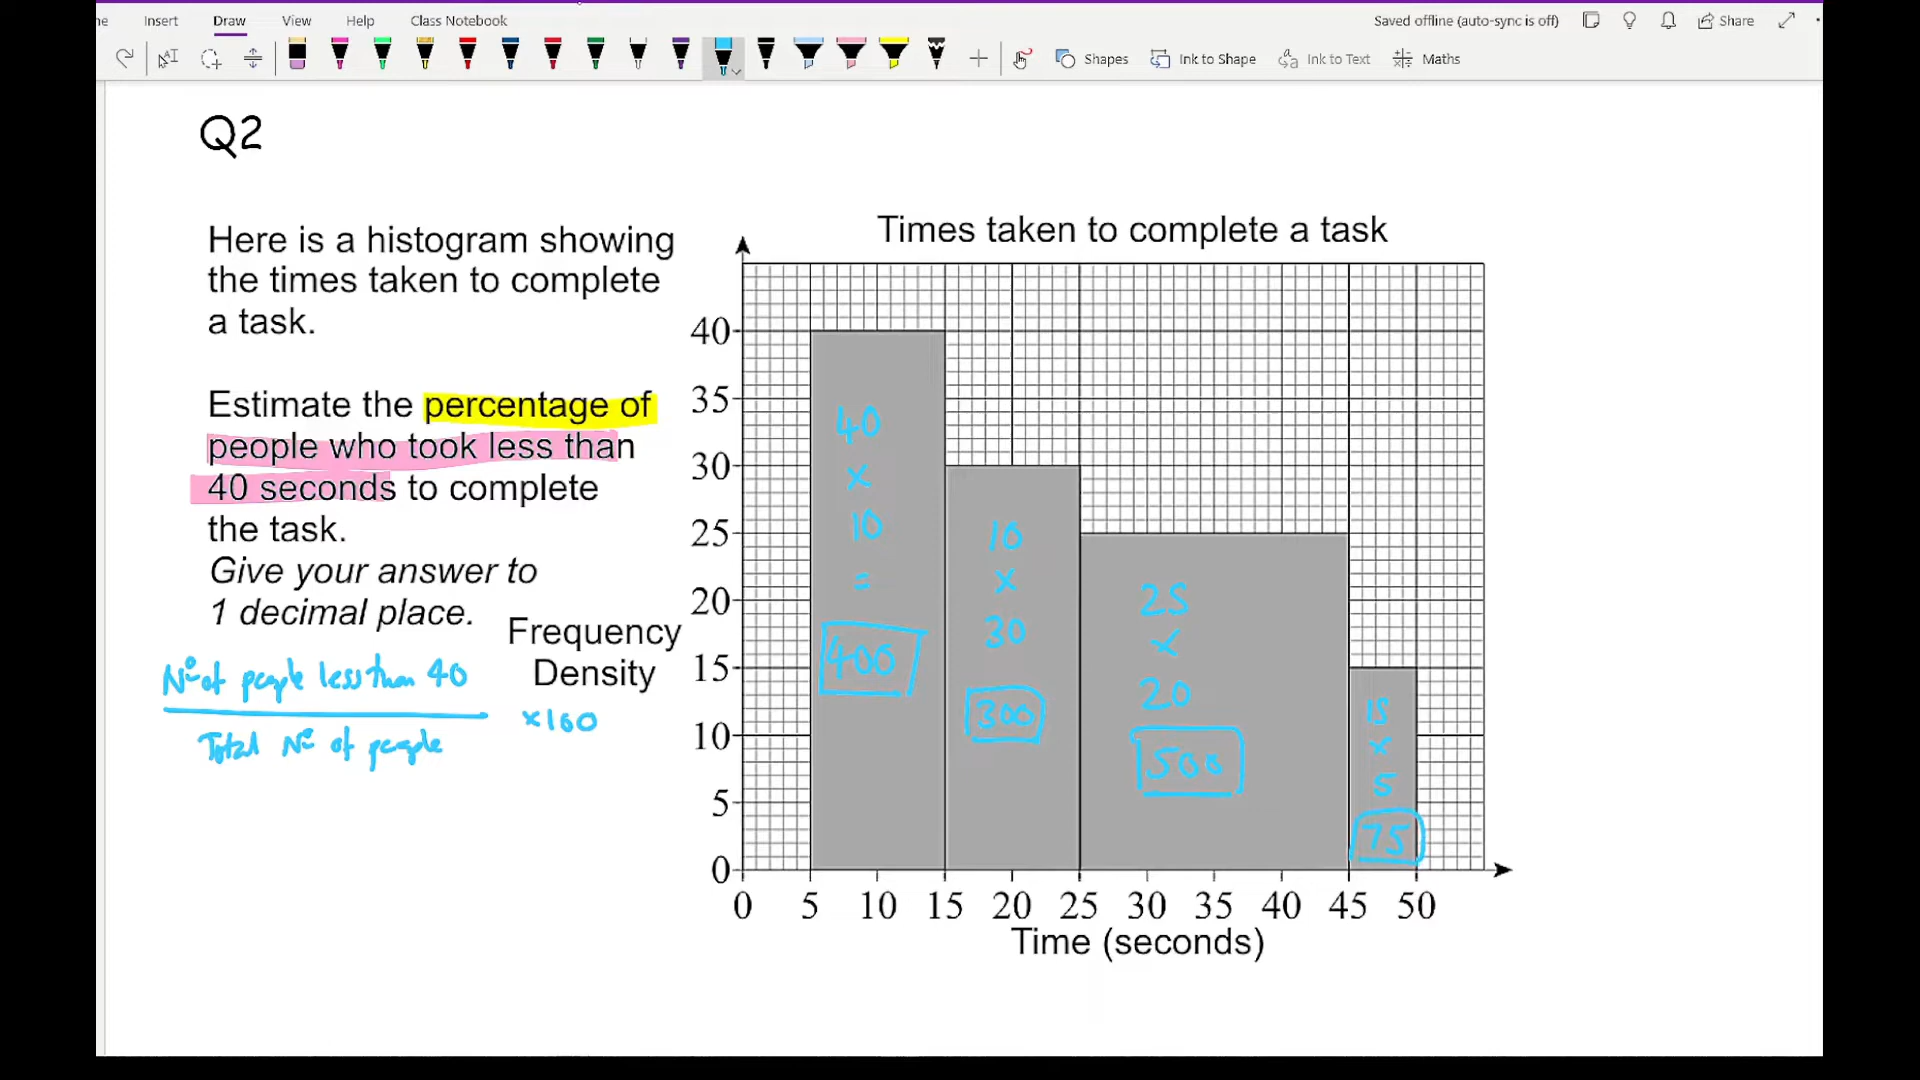 Insert Draw View Help Class Notebook
Saved offline (auto-sync is off) Share
Shapes Ink to Shape Ink to Text Maths
Q2
Here is a histogram showing
the times taken to complete
a task.
Estimate the percentage of
people who took less than
40 seconds to complete
the task.
Give your answer to
1 decimal place.
Nº of people less than 40
Total Nº of people
×100
Times taken to complete a task
Frequency
Density
40
35
30
25
20
15
10
5
0
40
×
10
=
400
10
×
30
300
25
×
20
500
15
×
5
75
0 5 10 15 20 25 30 35 40 45 50
Time (seconds)